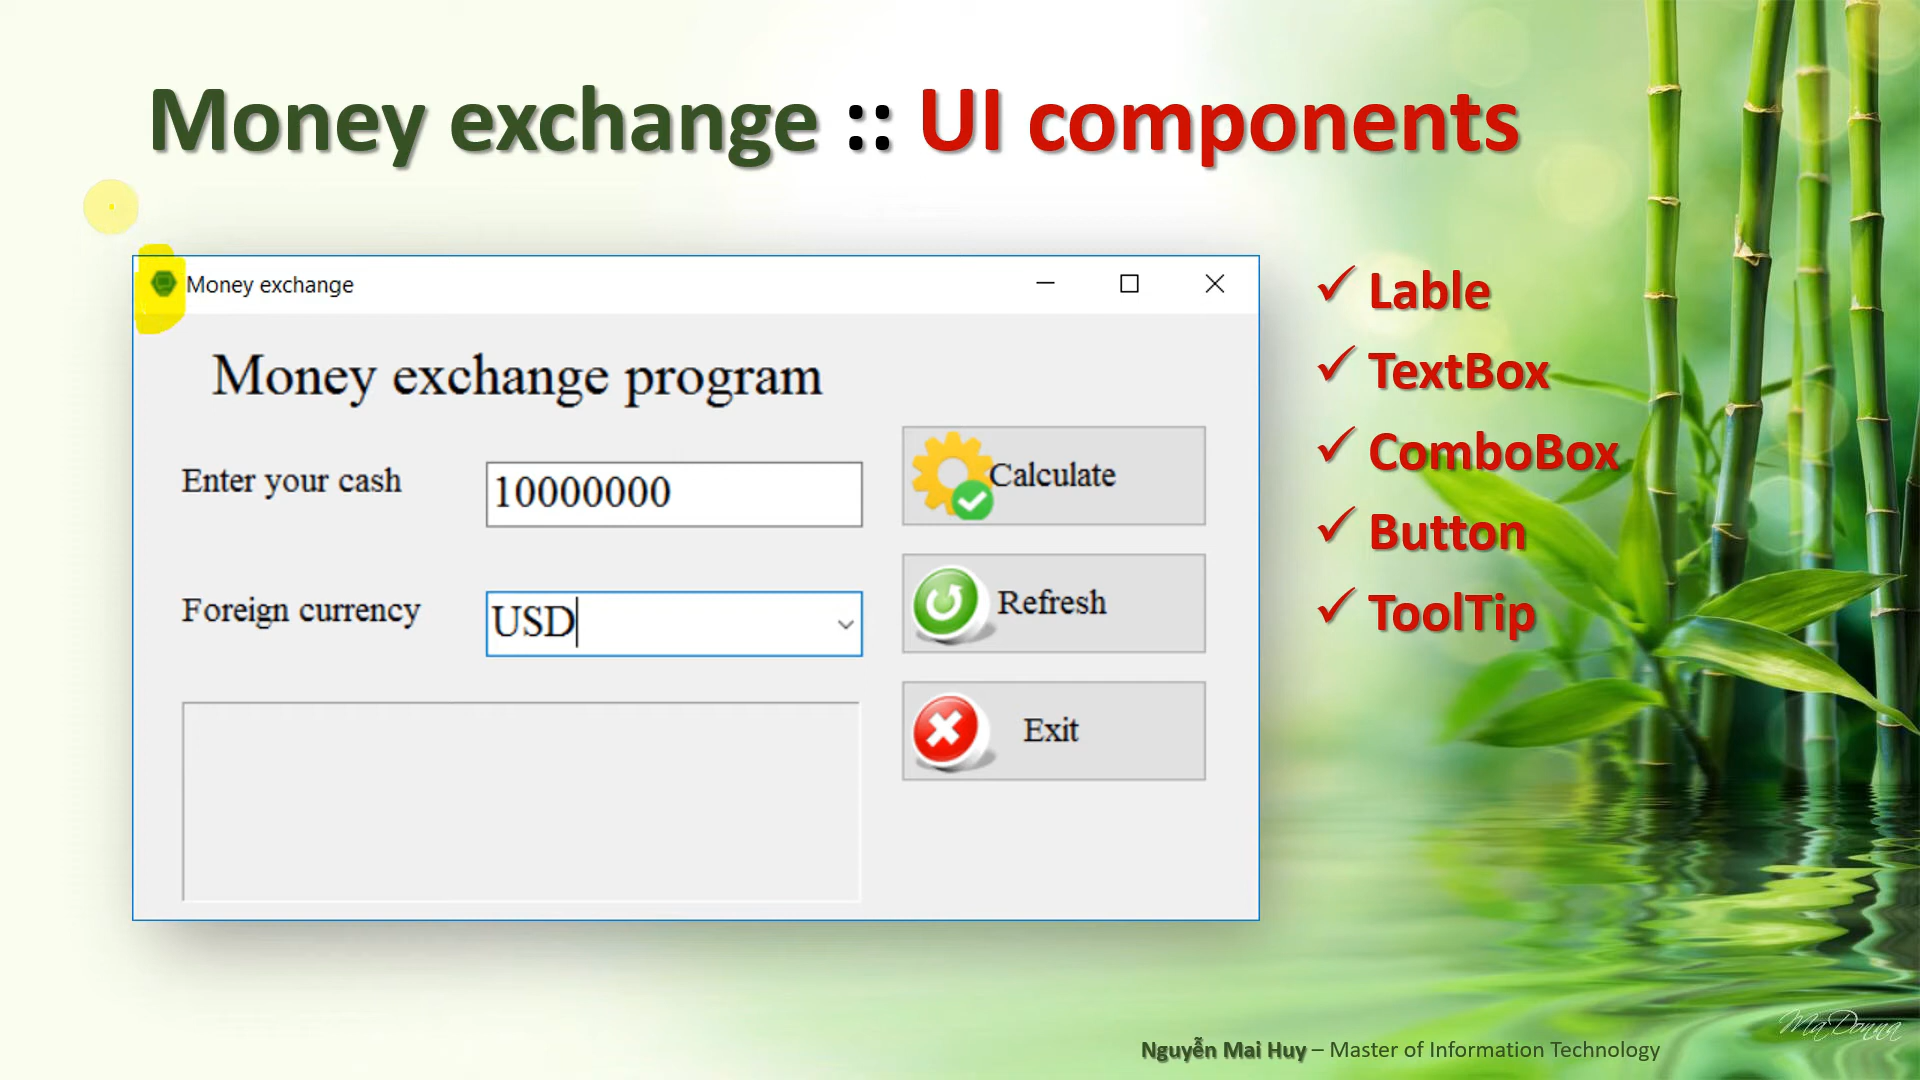 Money exchange :: UI components
Money exchange
Money exchange program
Enter your cash
10000000
Foreign currency
USD
Calculate
Refresh
Exit
✓ Lable
✓ TextBox
✓ ComboBox
✓ Button
✓ ToolTip
MaDonna
Nguyễn Mai Huy – Master of Information Technology